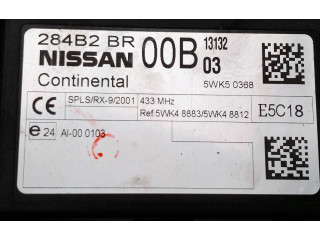 284B2 BR 00B 13132
NISSAN 03
Continental 5WK5 0368
CE SPLS/RX-9/2001 433 MHz E5C18
Ref:5WK4 8883/5WK4 8812
e 24 AI-00 0103